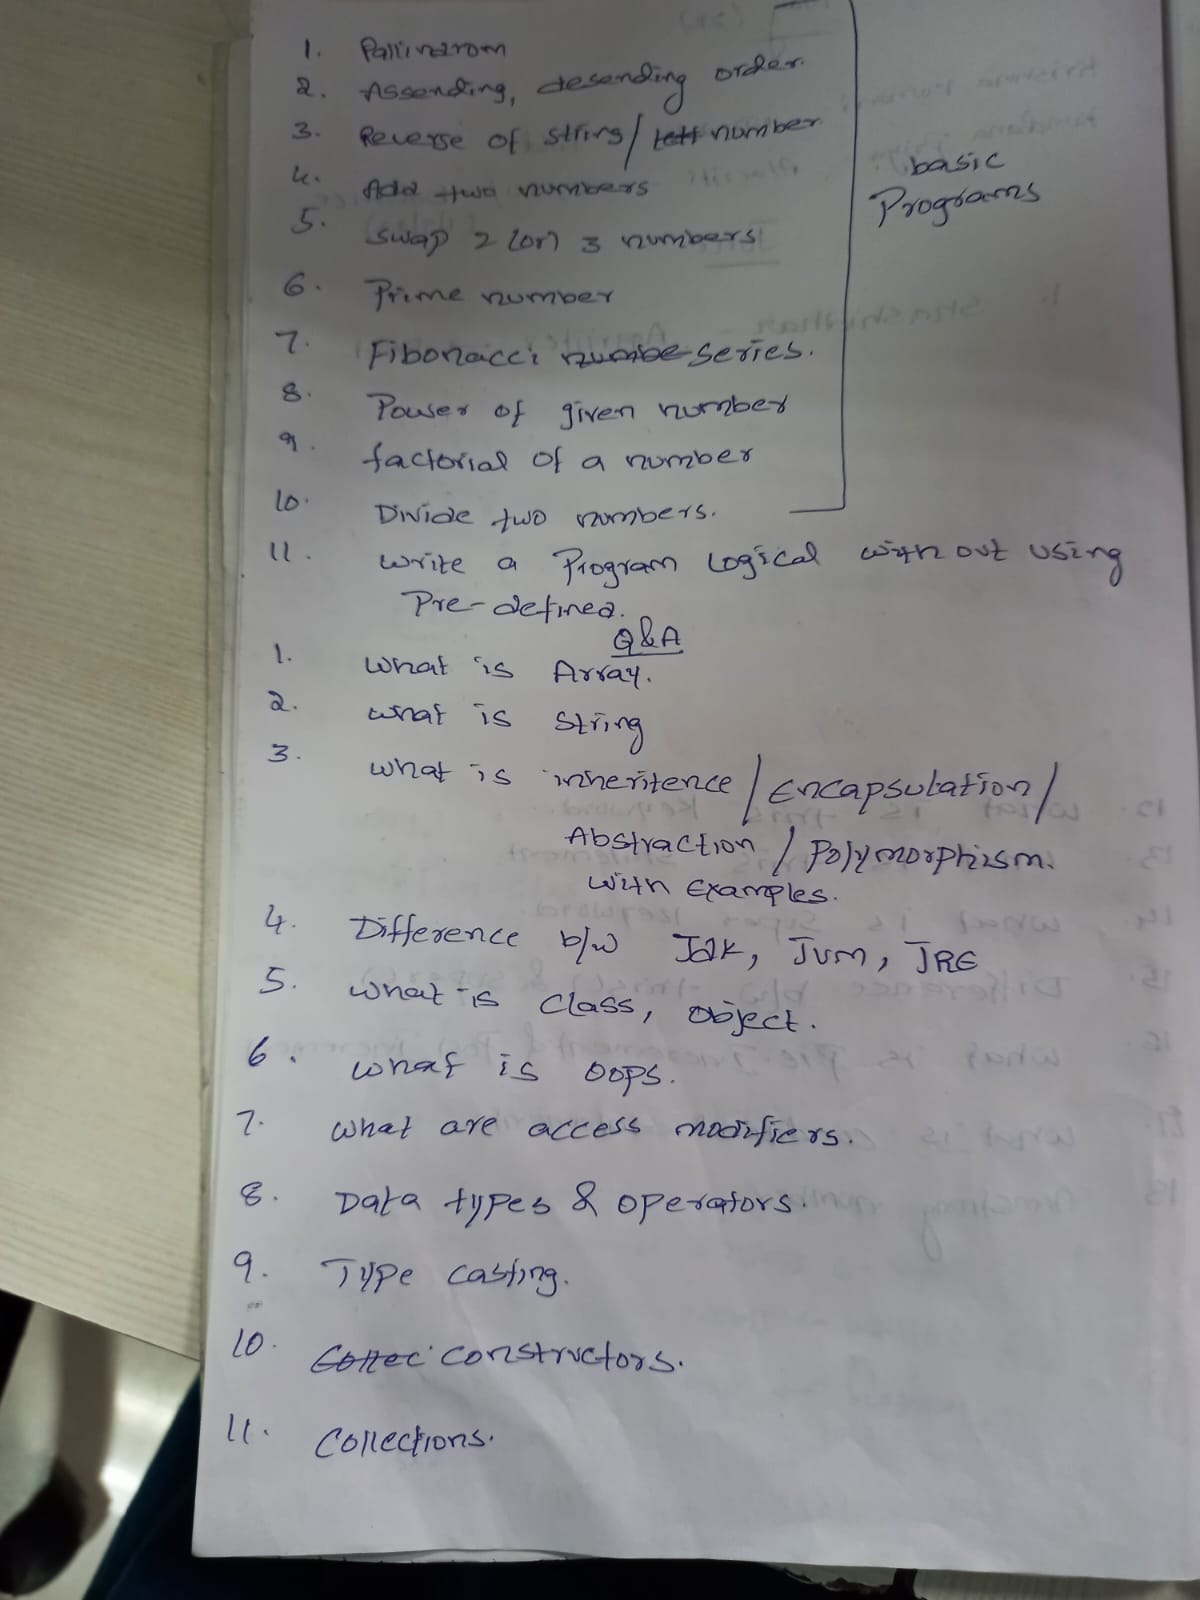 1. Pallindrom
2. Assending, desending order.
3. Reverse of string/ number
4. Add two numbers
5. swap 2 (or) 3 numbers
basic
Programs
6. Prime number
7. Fibonacci numbe series.
8. Power of given number
9. factorial of a number
10. Divide two numbers.
11. write a Program Logical with out using
Pre-defined.
Q&A
1. what is Array.
2. what is string
3. what is inheritence / Encapsulation /
Abstraction / Polymorphism.
with Examples.
4. Difference b/w Jdk, Jvm, JRE
5. what is Class, object.
6. what is oops.
7. what are access modifiers.
8. Data types & operators.
9. Type casting.
10. constructors.
11. Collections.